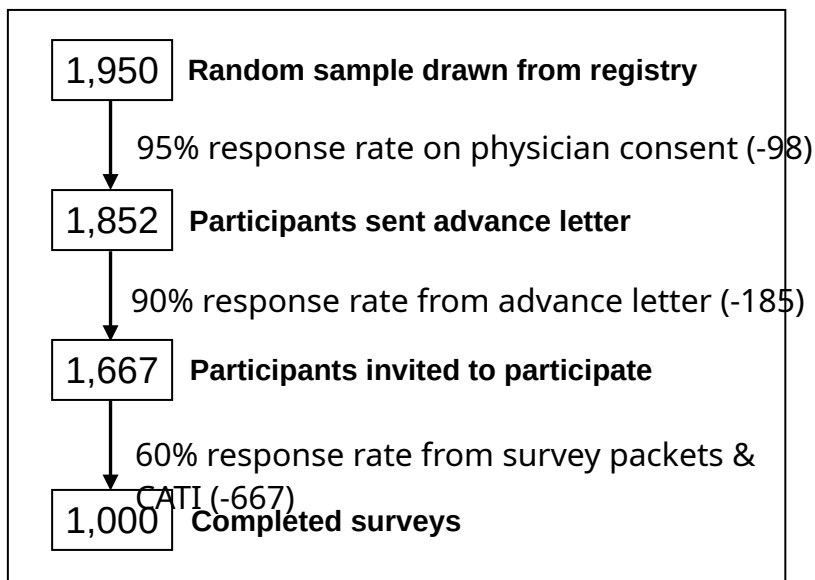 1,950 Random sample drawn from registry
95% response rate on physician consent (-98)
1,852 Participants sent advance letter
90% response rate from advance letter (-185)
1,667 Participants invited to participate
60% response rate from survey packets &
CATI (-667)
1,000 Completed surveys